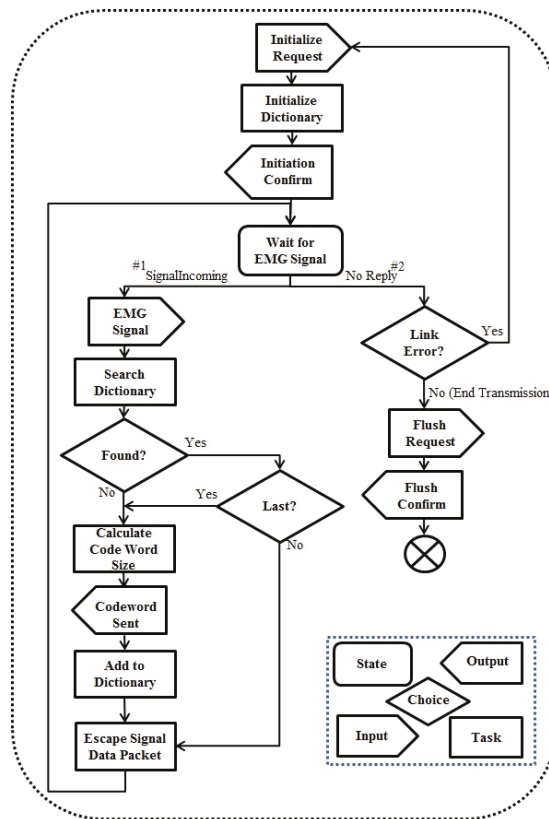 Initialize
Request
Initialize
Dictionary
Initiation
Confirm
Wait for
EMG Signal
#1
SignalIncoming
No Reply
#2
EMG
Signal
Link
Error?
Yes
Search
Dictionary
No (End Transmission
Flush
Request
Found?
Yes
Flush
Confirm
No
Yes
Last?
Calculate
Code Word
Size
No
Codeword
Sent
Add to
Dictionary
Escape Signal
Data Packet
State
Output
Choice
Input
Task